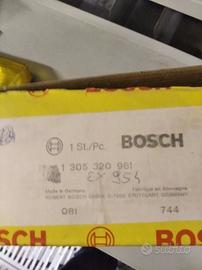 1 St./Pc.
BOSCH
1 305 320 961
EX 954
Made in Germany
Fabriqué en Allemagne
ROBERT BOSCH GMBH D-7000 STUTTGART, GERMANY
081
744
subito